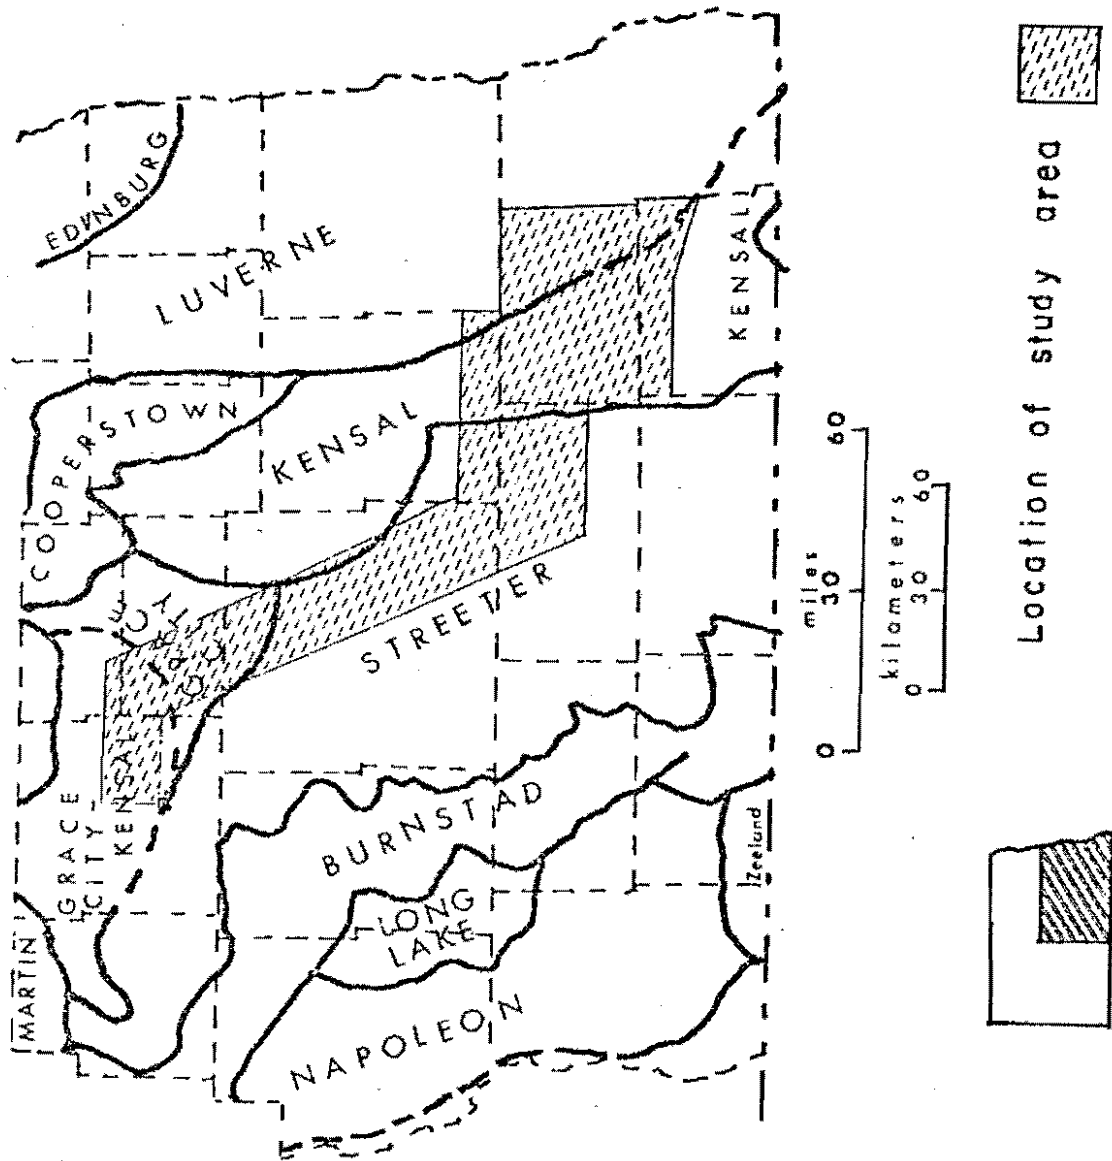 MARTIN
GRACE
CITY
KENSAL
COOPERSTOWN
EDINBURG
LUVERNE
KENSAL
STREETER
BURNSTAD
LONG
LAKE
NAPOLEON
Zeeland
KENSAL
miles
0 30 60
kilometers
0 30 60
Location of study area